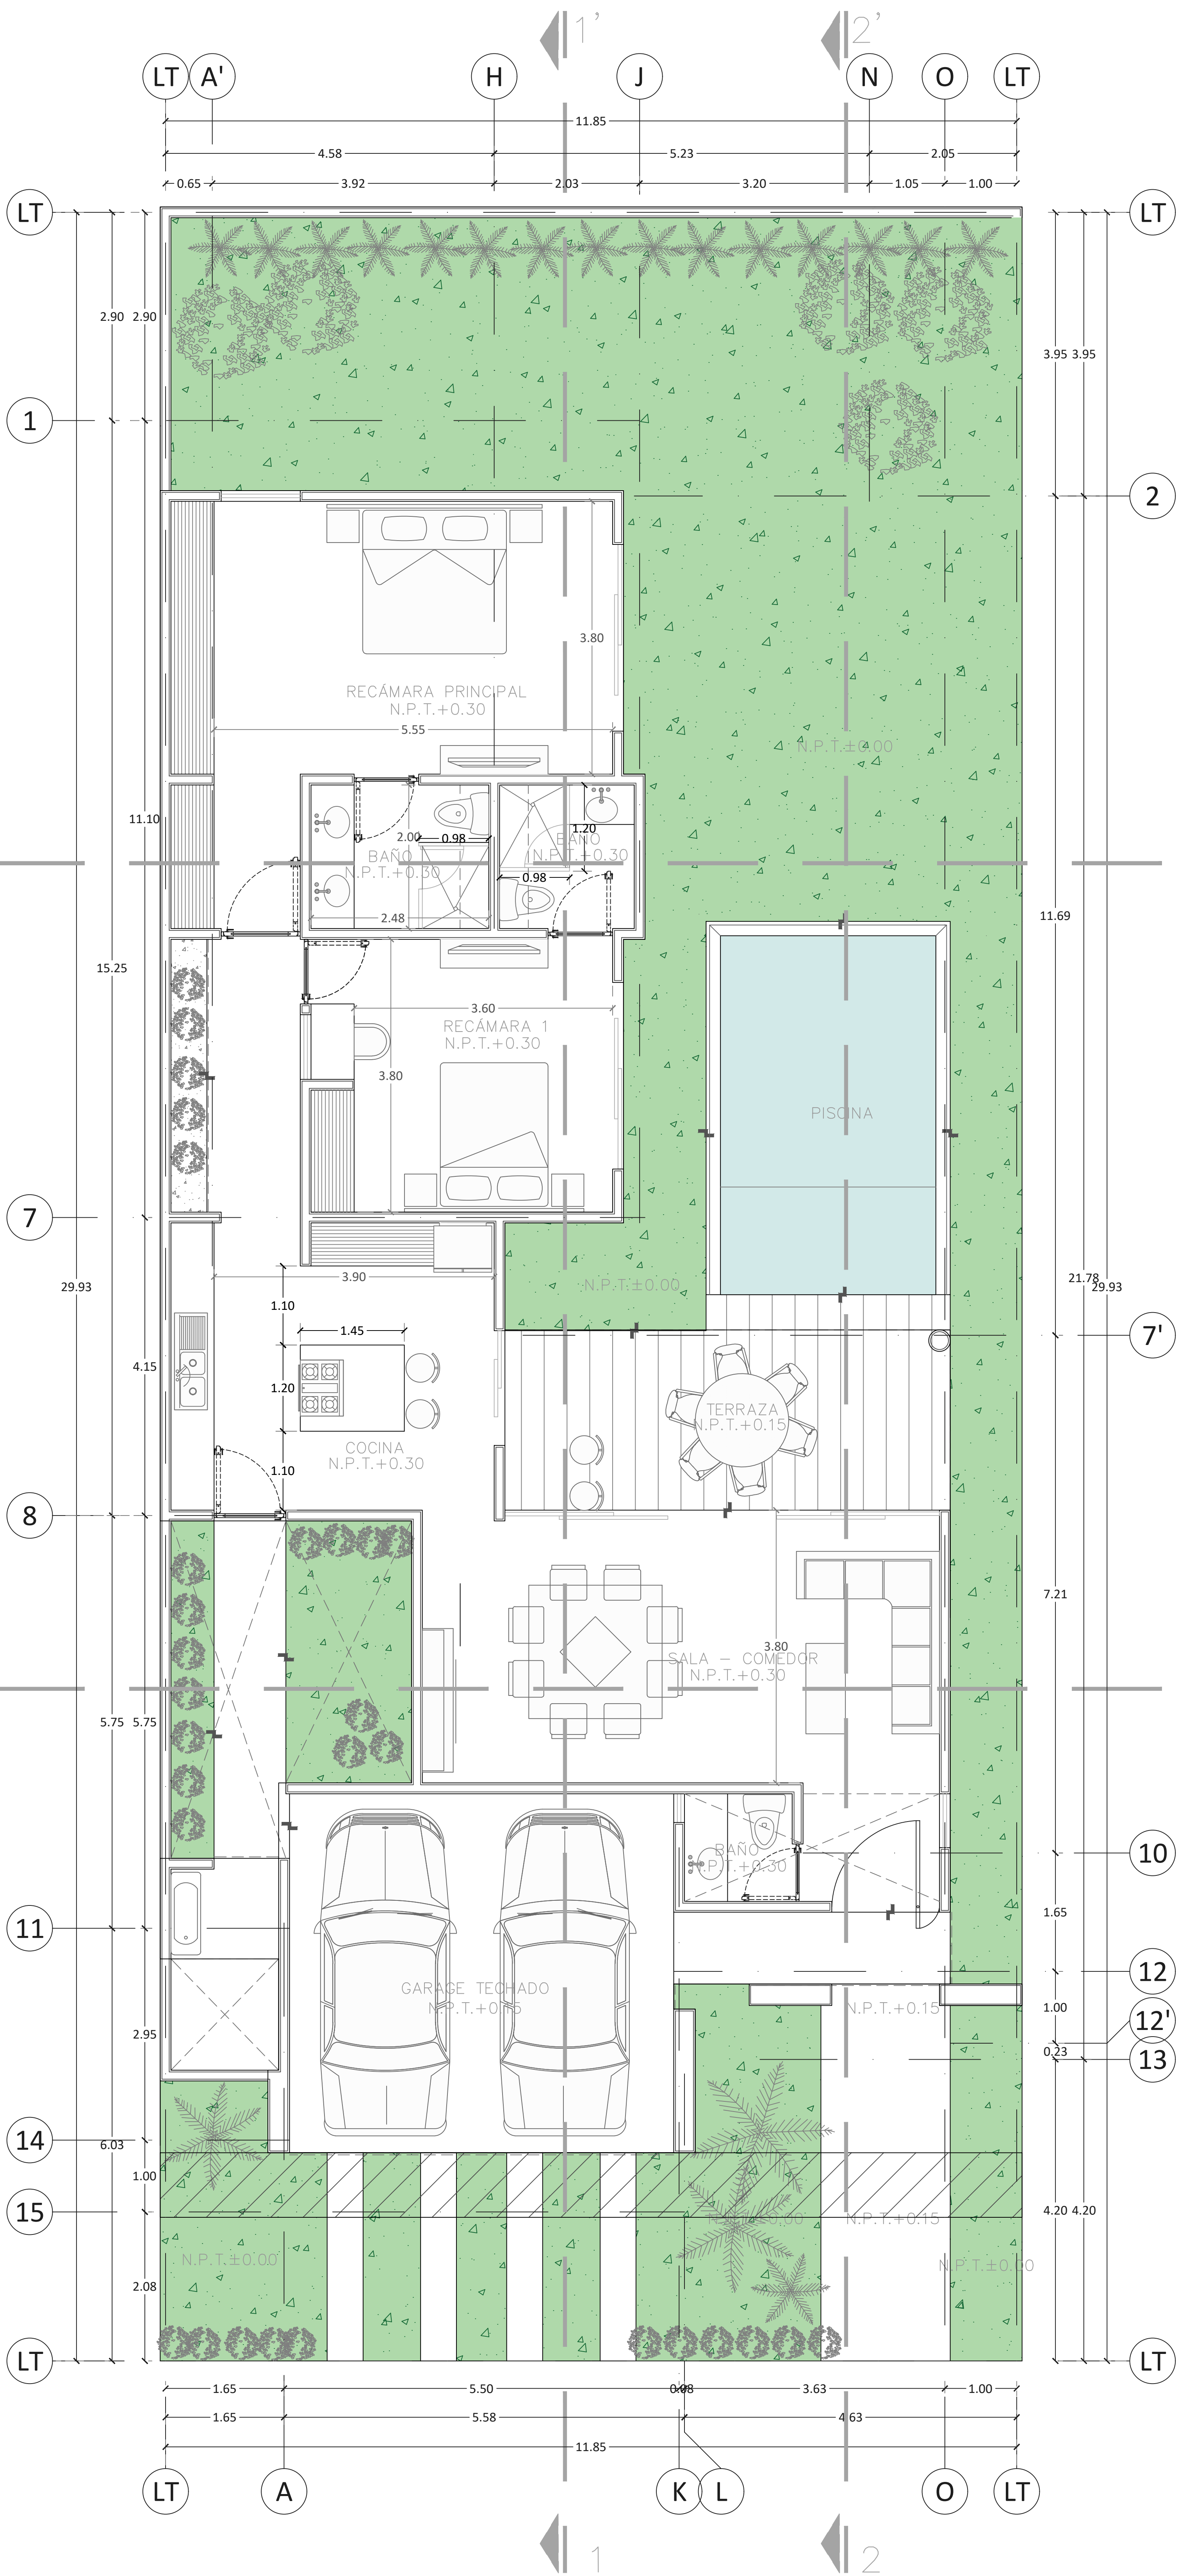 1'
2'
LT
A'
H
J
N
O
LT
11.85
4.58
5.23
2.05
0.65
3.92
2.03
3.20
1.05
1.00
LT
LT
2.90
2.90
3.95
3.95
1
2
3.80
RECÁMARA PRINCIPAL
N.P.T.+0.30
5.55
N.P.T.±0.00
11.10
2.00
0.98
1.20
BAÑO
N.P.T.+0.30
BAÑO
N.P.T.+0.30
0.98
2.48
11.69
15.25
3.60
RECÁMARA 1
N.P.T.+0.30
3.80
PISCINA
7
3.90
N.P.T.±0.00
29.93
21.78
29.93
1.10
1.45
7'
4.15
1.20
TERRAZA
N.P.T.+0.15
COCINA
N.P.T.+0.30
1.10
8
7.21
3.80
SALA – COMEDOR
N.P.T.+0.30
5.75
5.75
BAÑO
N.P.T.+0.30
10
11
1.65
12
GARAGE TECHADO
N.P.T.+0.15
N.P.T.+0.15
1.00
12'
2.95
0.23
13
14
6.03
1.00
15
4.20
4.20
N.P.T.±0.00
N.P.T.+0.15
N.P.T.±0.00
N.P.T.±0.00
2.08
LT
LT
1.65
5.50
0.08
3.63
1.00
1.65
5.58
4.63
11.85
LT
A
K
L
O
LT
1
2